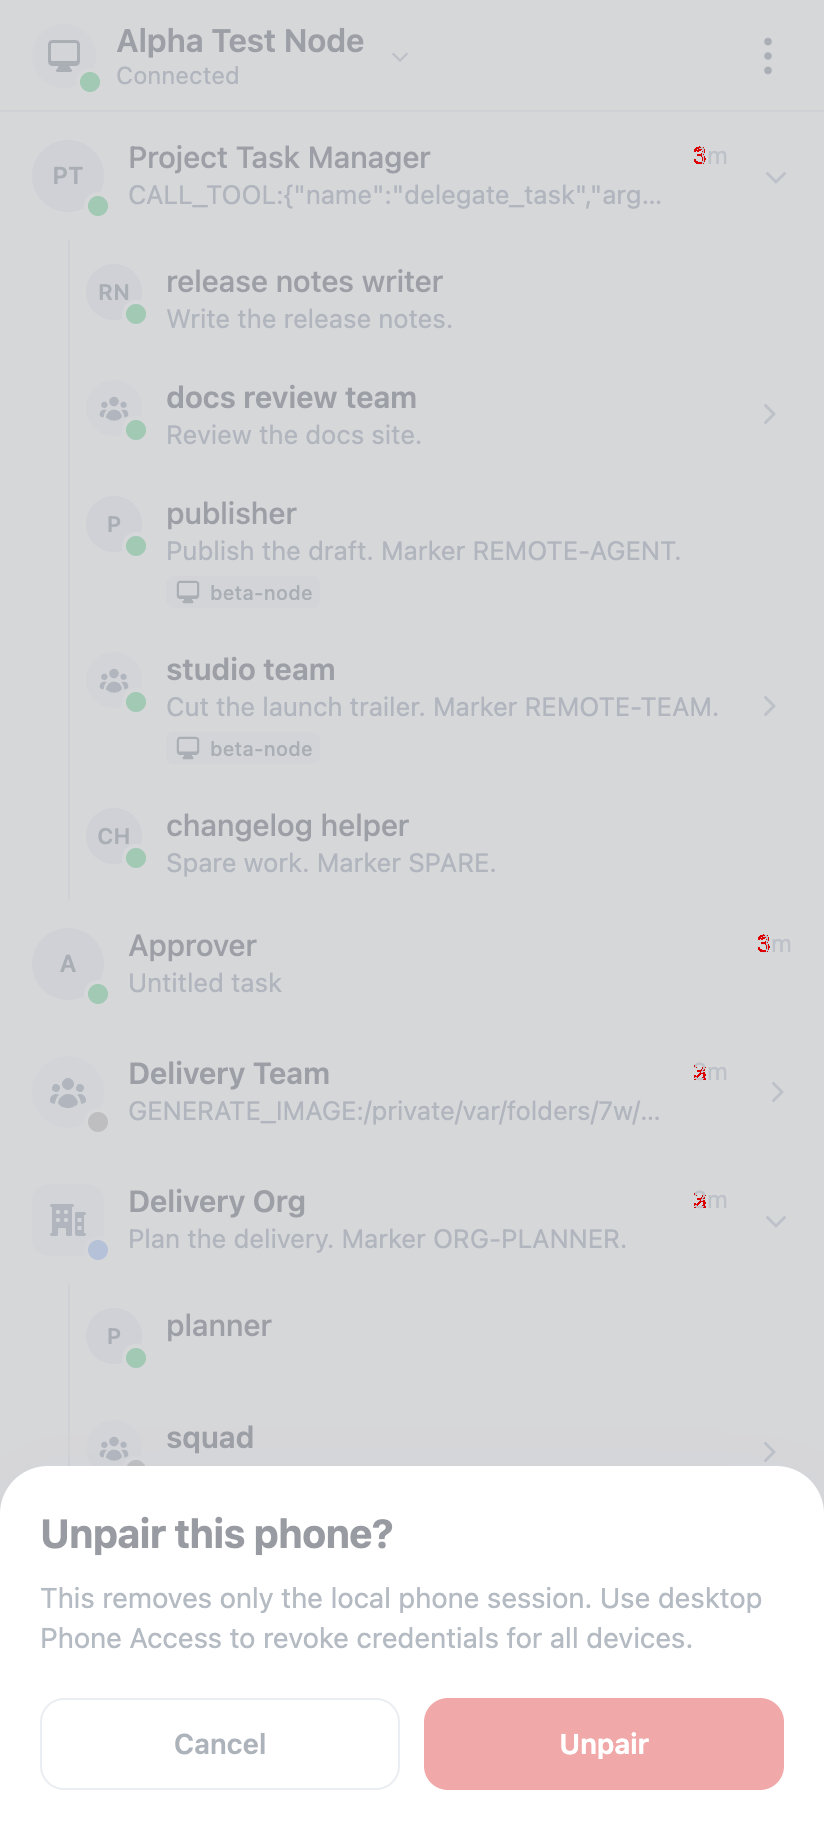 Alpha Test Node
Connected
PT
Project Task Manager
CALL_TOOL:{"name":"delegate_task","arg...
RN
release notes writer
Write the release notes.
docs review team
Review the docs site.
P
publisher
Publish the draft. Marker REMOTE-AGENT.
beta-node
studio team
Cut the launch trailer. Marker REMOTE-TEAM.
beta-node
CH
changelog helper
Spare work. Marker SPARE.
A
Approver
Untitled task
Delivery Team
GENERATE_IMAGE:/private/var/folders/7w/...
Delivery Org
Plan the delivery. Marker ORG-PLANNER.
P
planner
squad
Unpair this phone?
This removes only the local phone session. Use desktop
Phone Access to revoke credentials for all devices.
Cancel
Unpair